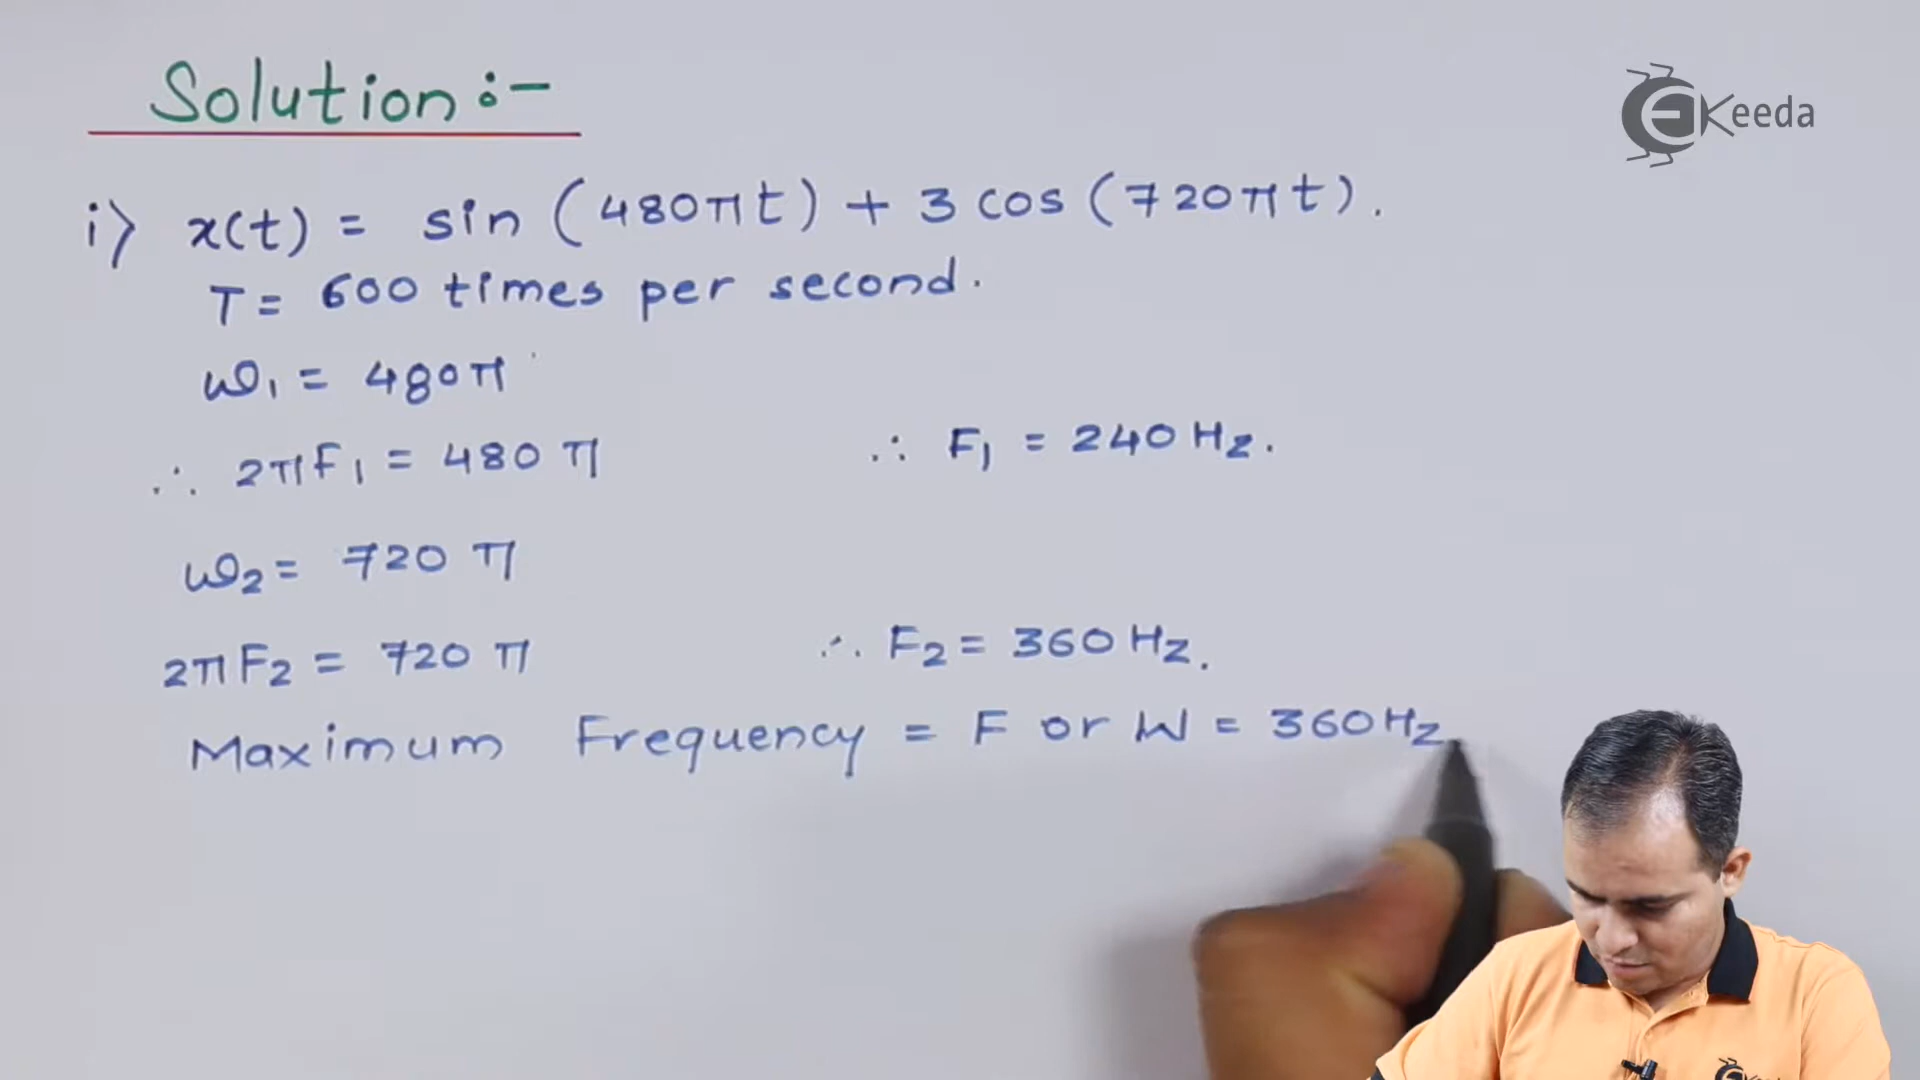 Solution :-
EKeeda
i) x(t) = sin (480πt) + 3 cos (720πt).
T = 600 times per second.
ω₁ = 480π
∴ 2πF₁ = 480 π ∴ F₁ = 240 Hz.
ω₂ = 720 π
2πF₂ = 720 π ∴ F₂ = 360 Hz.
Maximum Frequency = F or W = 360Hz